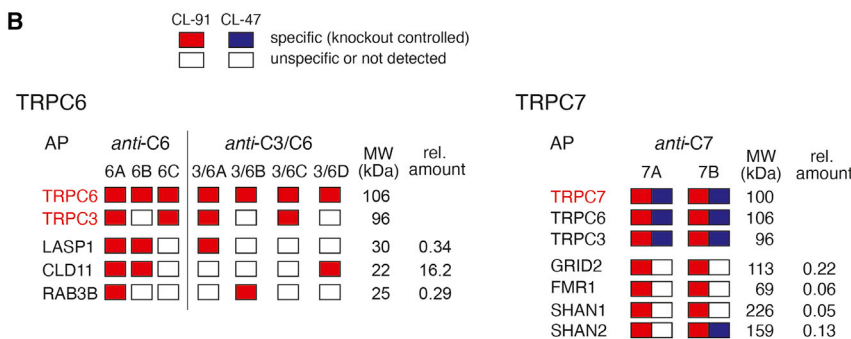 B
CL-91 CL-47
specific (knockout controlled)
unspecific or not detected
TRPC6
AP anti-C6 anti-C3/C6 MW (kDa) rel. amount
6A 6B 6C 3/6A 3/6B 3/6C 3/6D
TRPC6 106
TRPC3 96
LASP1 30 0.34
CLD11 22 16.2
RAB3B 25 0.29
TRPC7
AP anti-C7 MW (kDa) rel. amount
7A 7B
TRPC7 100
TRPC6 106
TRPC3 96
GRID2 113 0.22
FMR1 69 0.06
SHAN1 226 0.05
SHAN2 159 0.13